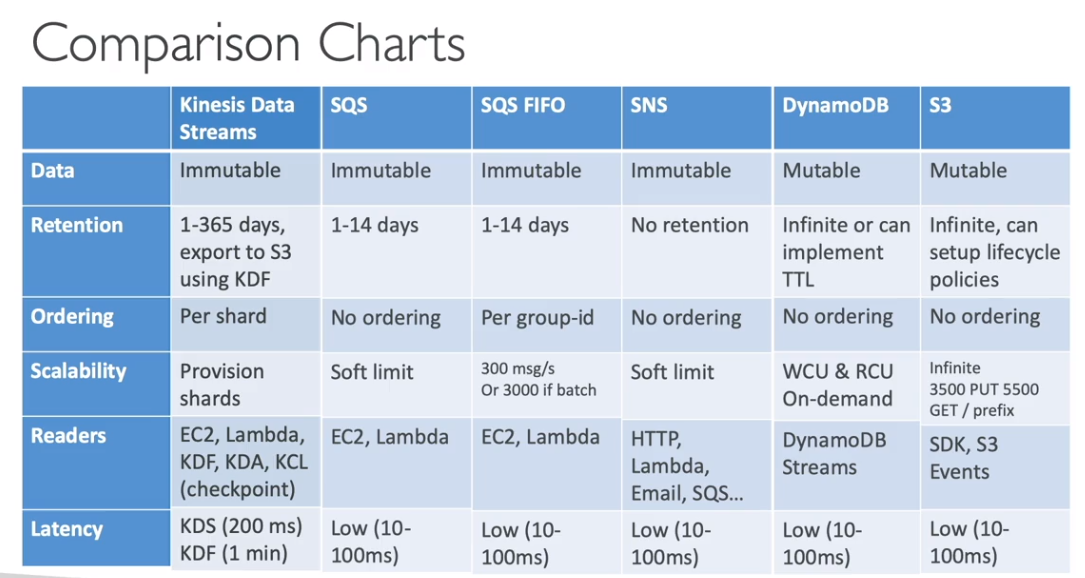 Comparison Charts
Kinesis Data
Streams
SQS
SQS FIFO
SNS
DynamoDB
S3
Data
Immutable
Immutable
Immutable
Immutable
Mutable
Mutable
Retention
1-365 days,
export to S3
using KDF
1-14 days
1-14 days
No retention
Infinite or can
implement
TTL
Infinite, can
setup lifecycle
policies
Ordering
Per shard
No ordering
Per group-id
No ordering
No ordering
No ordering
Scalability
Provision
shards
Soft limit
300 msg/s
Or 3000 if batch
Soft limit
WCU & RCU
On-demand
Infinite
3500 PUT 5500
GET / prefix
Readers
EC2, Lambda,
KDF, KDA, KCL
(checkpoint)
EC2, Lambda
EC2, Lambda
HTTP,
Lambda,
Email, SQS...
DynamoDB
Streams
SDK, S3
Events
Latency
KDS (200 ms)
KDF (1 min)
Low (10-
100ms)
Low (10-
100ms)
Low (10-
100ms)
Low (10-
100ms)
Low (10-
100ms)